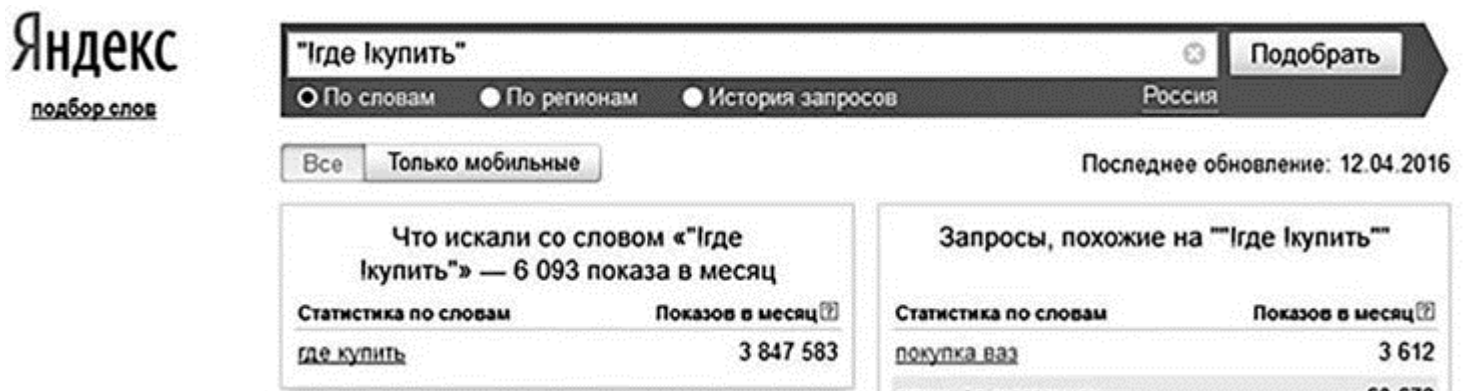 Яндекс
подбор слов
"!где !купить"
Подобрать
По словам По регионам История запросов Россия
Все Только мобильные
Последнее обновление: 12.04.2016
Что искали со словом «"!где
!купить"» — 6 093 показа в месяц
Статистика по словам Показов в месяц [?]
где купить 3 847 583
Запросы, похожие на ""!где !купить""
Статистика по словам Показов в месяц [?]
покупка ваз 3 612